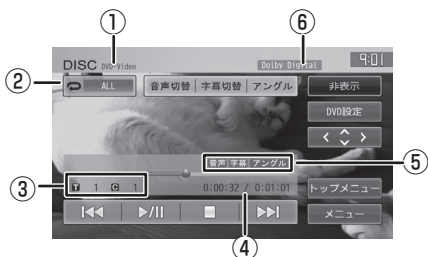 ① ⑥
DISC DVD-Video Dolby Digital 9:01
② ALL 音声切替 字幕切替 アングル 非表示
DVD設定
音声 字幕 アングル ⑤
③ T 1 C 1 0:00:32 / 0:01:01 トップメニュー
メニュー
④